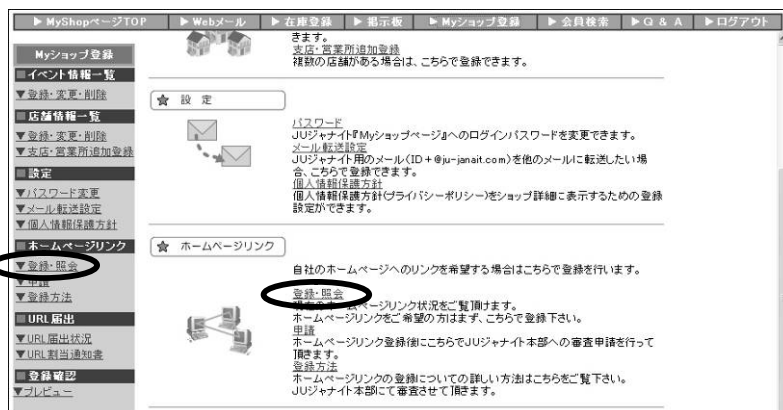 ▶ MyShopページTOP ▶ Webメール ▶ 在庫登録 ▶ 掲示板 ▶ Myショップ登録 ▶ 会員検索 ▶ Q & A ▶ ログアウト
Myショップ登録
■イベント情報一覧
▼登録・変更・削除
■店舗情報一覧
▼登録・変更・削除
▼支店・営業所追加登録
■設定
▼パスワード変更
▼メール転送設定
▼個人情報保護方針
■ホームページリンク
▼登録・照会
▼申請
▼登録方法
■URL届出
▼URL届出状況
▼URL割当通知書
■登録確認
▼プレビュー
きます。
支店・営業所追加登録
複数の店舗がある場合は、こちらで登録できます。
☆ 設 定
パスワード
JUジャナイト『Myショップページ』へのログインパスワードを変更できます。
メール転送設定
JUジャナイト用のメール(ID+@ju-janait.com)を他のメールに転送したい場
合、こちらで登録できます。
個人情報保護方針
個人情報保護方針(プライバシーポリシー)をショップ詳細に表示するための登録
設定ができます。
☆ ホームページリンク
自社のホームページへのリンクを希望する場合はこちらで登録を行います。
登録・照会
現在のホームページリンク状況をご覧頂けます。
ホームページリンクをご希望の方はまず、こちらで登録下さい。
申請
ホームページリンク登録後にこちらでJUジャナイト本部への審査申請を行って
頂きます。
登録方法
ホームページリンクの登録についての詳しい方法はこちらをご覧下さい。
JUジャナイト本部にて審査させて頂きます。